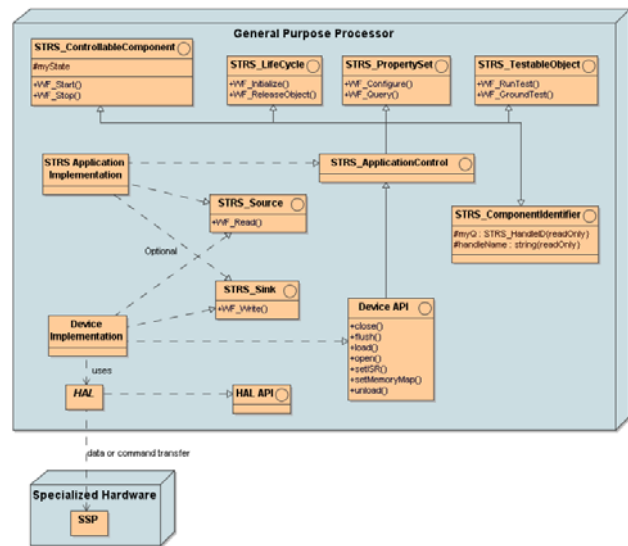 General Purpose Processor
STRS_ControllableComponent
#myState
+WF_Start()
+WF_Stop()
STRS_LifeCycle
+WF_Initialize()
+WF_ReleaseObject()
STRS_PropertySet
+WF_Configure()
+WF_Query()
STRS_TestableObject
+WF_RunTest()
+WF_GroundTest()
STRS Application
Implementation
STRS_ApplicationControl
STRS_Source
+WF_Read()
STRS_ComponentIdentifier
#myQ : STRS_HandleID(readOnly)
#handleName : string(readOnly)
Optional
STRS_Sink
+WF_Write()
Device
Implementation
Device API
+close()
+flush()
+load()
+open()
+setISR()
+setMemoryMap()
+unload()
uses
HAL
HAL API
data or command transfer
Specialized Hardware
SSP